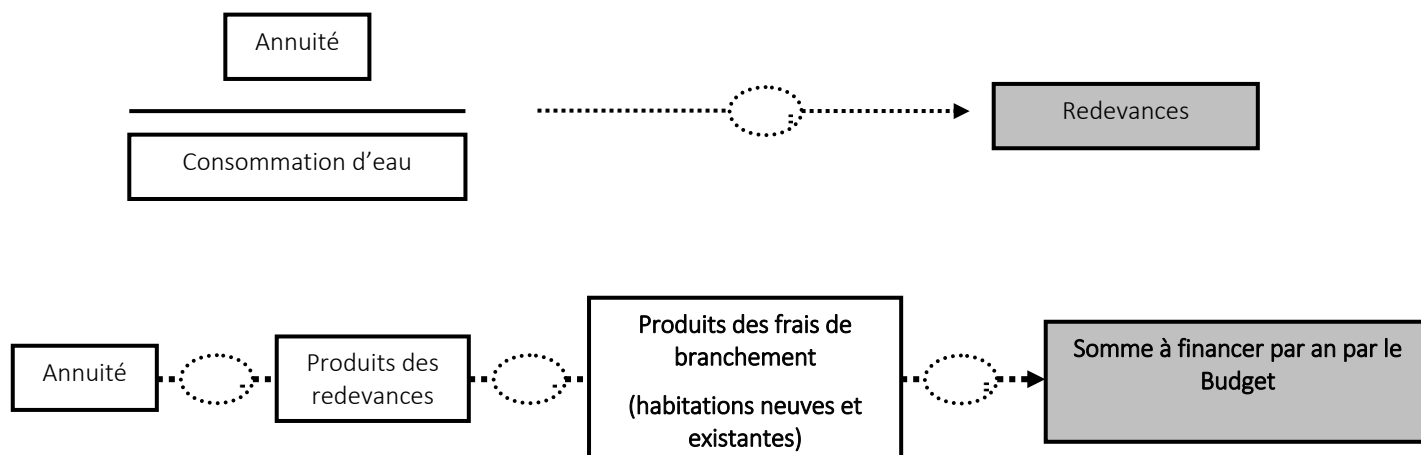 Annuité
Consommation d'eau
=
Redevances
Annuité
-
Produits des
redevances
-
Produits des frais de
branchement
(habitations neuves et
existantes)
=
Somme à financer par an par le
Budget